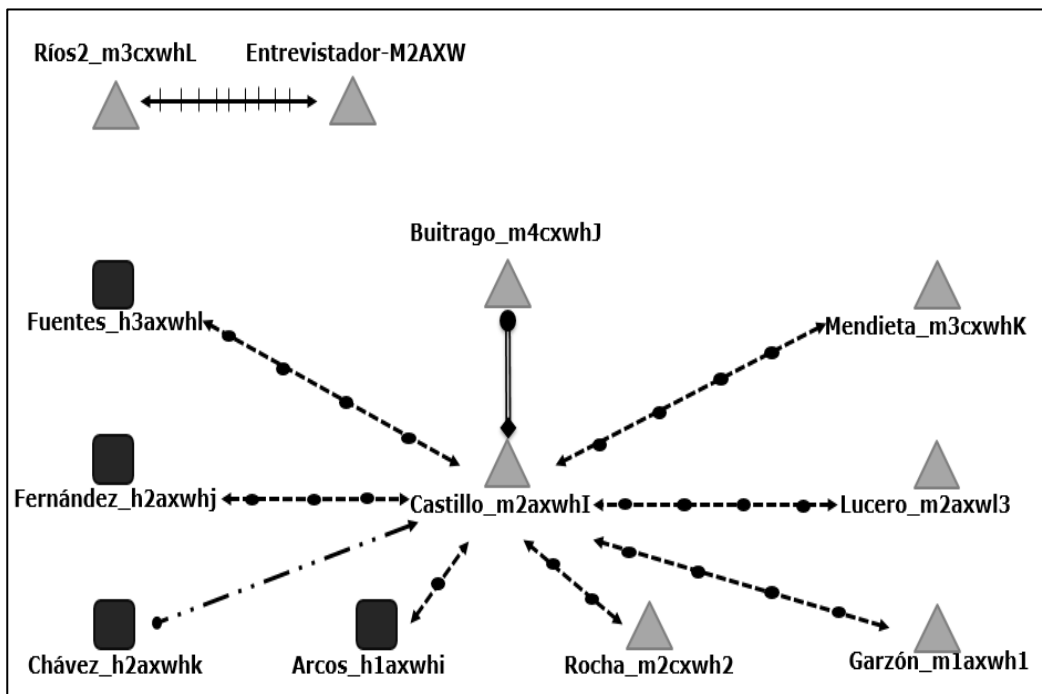 Ríos2_m3cxwhL
Entrevistador-M2AXW
Buitrago_m4cxwhJ
Fuentes_h3axwhl
Mendieta_m3cxwhK
Fernández_h2axwhj
Castillo_m2axwhI
Lucero_m2axwl3
Chávez_h2axwhk
Arcos_h1axwhi
Rocha_m2cxwh2
Garzón_m1axwh1